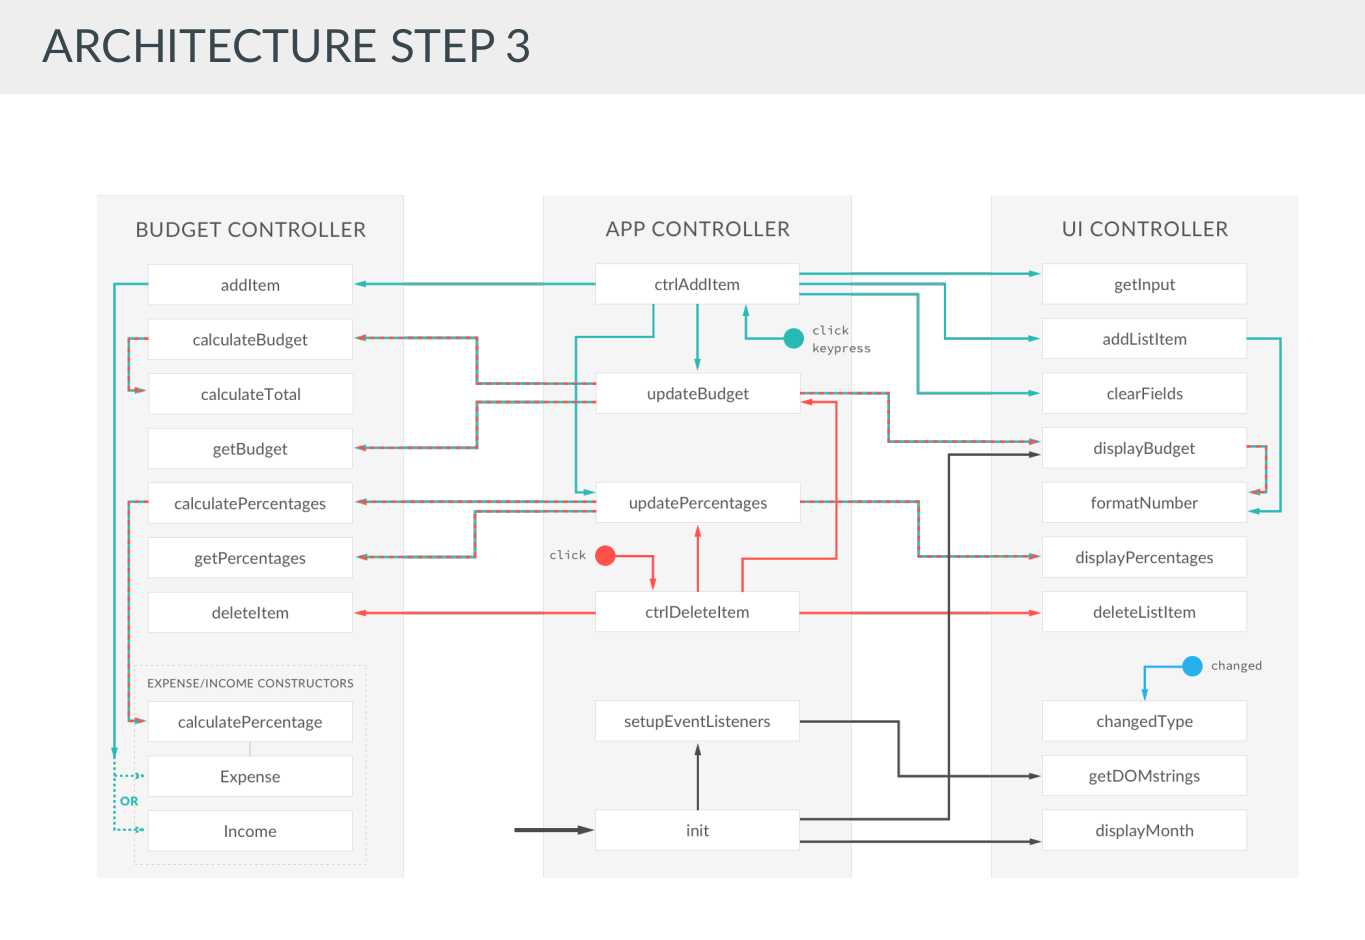 ARCHITECTURE STEP 3
BUDGET CONTROLLER
addItem
calculateBudget
calculateTotal
getBudget
calculatePercentages
getPercentages
deleteItem
EXPENSE/INCOME CONSTRUCTORS
calculatePercentage
Expense
OR
Income
APP CONTROLLER
ctrlAddItem
click
keypress
updateBudget
updatePercentages
click
ctrlDeleteItem
setupEventListeners
init
UI CONTROLLER
getInput
addListItem
clearFields
displayBudget
formatNumber
displayPercentages
deleteListItem
changed
changedType
getDOMstrings
displayMonth